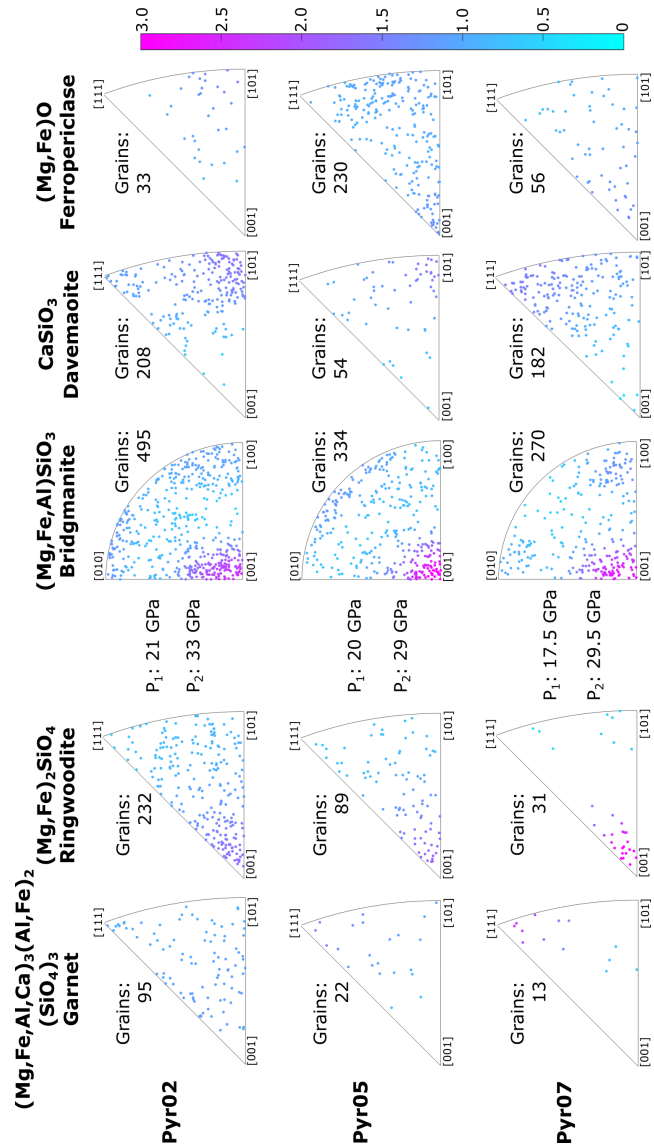 (Mg,Fe,Al,Ca)₃(Al,Fe)₂
(SiO₄)₃
Garnet
(Mg,Fe)₂SiO₄
Ringwoodite
(Mg,Fe,Al)SiO₃
Bridgmanite
CaSiO₃
Davemaoite
(Mg,Fe)O
Ferropericlase
Pyr02
Grains:
95
[111]
[001]
[101]
Grains:
232
[111]
[001]
[101]
P₁: 21 GPa
P₂: 33 GPa
[010]
Grains:
495
[001]
[100]
Grains:
208
[111]
[001]
[101]
Grains:
33
[111]
[001]
[101]
Pyr05
Grains:
22
[111]
[001]
[101]
Grains:
89
[111]
[001]
[101]
P₁: 20 GPa
P₂: 29 GPa
[010]
Grains:
334
[001]
[100]
Grains:
54
[111]
[001]
[101]
Grains:
230
[111]
[001]
[101]
Pyr07
Grains:
13
[111]
[001]
[101]
Grains:
31
[111]
[001]
[101]
P₁: 17.5 GPa
P₂: 29.5 GPa
[010]
Grains:
270
[001]
[100]
Grains:
182
[111]
[001]
[101]
Grains:
56
[111]
[001]
[101]
3.0
2.5
2.0
1.5
1.0
0.5
0